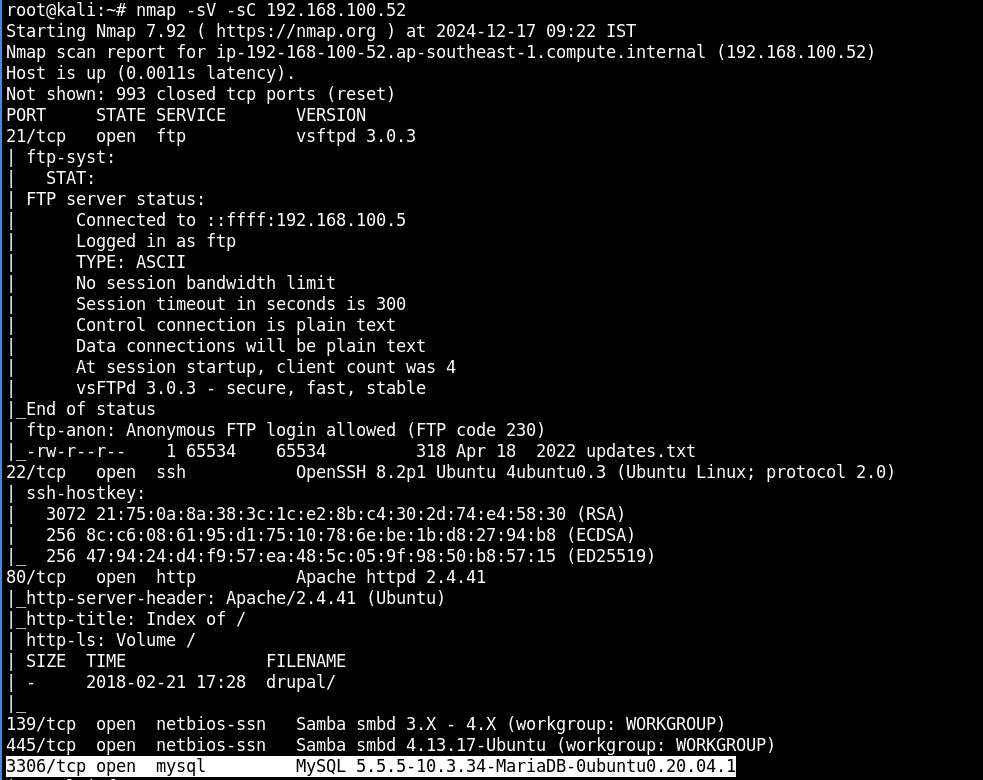 root@kali:~# nmap -sV -sC 192.168.100.52
Starting Nmap 7.92 ( https://nmap.org ) at 2024-12-17 09:22 IST
Nmap scan report for ip-192-168-100-52.ap-southeast-1.compute.internal (192.168.100.52)
Host is up (0.0011s latency).
Not shown: 993 closed tcp ports (reset)
PORT     STATE SERVICE       VERSION
21/tcp   open  ftp           vsftpd 3.0.3
| ftp-syst:
|   STAT:
| FTP server status:
|      Connected to ::ffff:192.168.100.5
|      Logged in as ftp
|      TYPE: ASCII
|      No session bandwidth limit
|      Session timeout in seconds is 300
|      Control connection is plain text
|      Data connections will be plain text
|      At session startup, client count was 4
|      vsFTPd 3.0.3 - secure, fast, stable
|_End of status
| ftp-anon: Anonymous FTP login allowed (FTP code 230)
|_-rw-r--r--    1 65534    65534         318 Apr 18  2022 updates.txt
22/tcp   open  ssh           OpenSSH 8.2p1 Ubuntu 4ubuntu0.3 (Ubuntu Linux; protocol 2.0)
| ssh-hostkey:
|   3072 21:75:0a:8a:38:3c:1c:e2:8b:c4:30:2d:74:e4:58:30 (RSA)
|   256 8c:c6:08:61:95:d1:75:10:78:6e:be:1b:d8:27:94:b8 (ECDSA)
|_  256 47:94:24:d4:f9:57:ea:48:5c:05:9f:98:50:b8:57:15 (ED25519)
80/tcp   open  http          Apache httpd 2.4.41
|_http-server-header: Apache/2.4.41 (Ubuntu)
|_http-title: Index of /
| http-ls: Volume /
| SIZE  TIME              FILENAME
| -     2018-02-21 17:28  drupal/
|_
139/tcp  open  netbios-ssn   Samba smbd 3.X - 4.X (workgroup: WORKGROUP)
445/tcp  open  netbios-ssn   Samba smbd 4.13.17-Ubuntu (workgroup: WORKGROUP)
3306/tcp open  mysql         MySQL 5.5.5-10.3.34-MariaDB-0ubuntu0.20.04.1